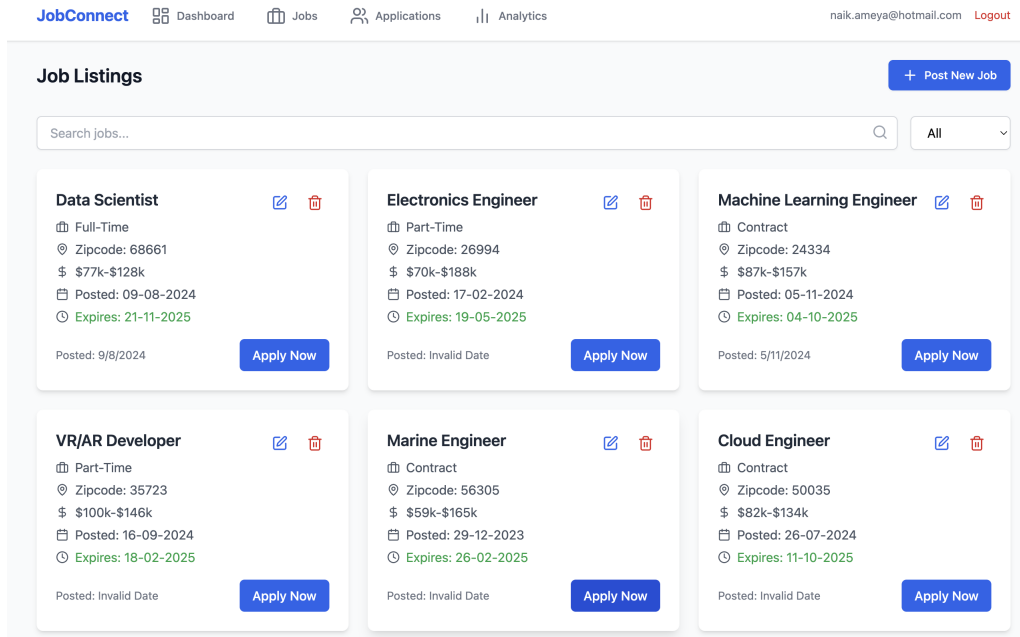 JobConnect Dashboard Jobs Applications Analytics naik.ameya@hotmail.com Logout
Job Listings Post New Job
Search jobs... All
Data Scientist
Full-Time
Zipcode: 68661
$77k-$128k
Posted: 09-08-2024
Expires: 21-11-2025
Posted: 9/8/2024 Apply Now
Electronics Engineer
Part-Time
Zipcode: 26994
$70k-$188k
Posted: 17-02-2024
Expires: 19-05-2025
Posted: Invalid Date Apply Now
Machine Learning Engineer
Contract
Zipcode: 24334
$87k-$157k
Posted: 05-11-2024
Expires: 04-10-2025
Posted: 5/11/2024 Apply Now
VR/AR Developer
Part-Time
Zipcode: 35723
$100k-$146k
Posted: 16-09-2024
Expires: 18-02-2025
Posted: Invalid Date Apply Now
Marine Engineer
Contract
Zipcode: 56305
$59k-$165k
Posted: 29-12-2023
Expires: 26-02-2025
Posted: Invalid Date Apply Now
Cloud Engineer
Contract
Zipcode: 50035
$82k-$134k
Posted: 26-07-2024
Expires: 11-10-2025
Posted: Invalid Date Apply Now